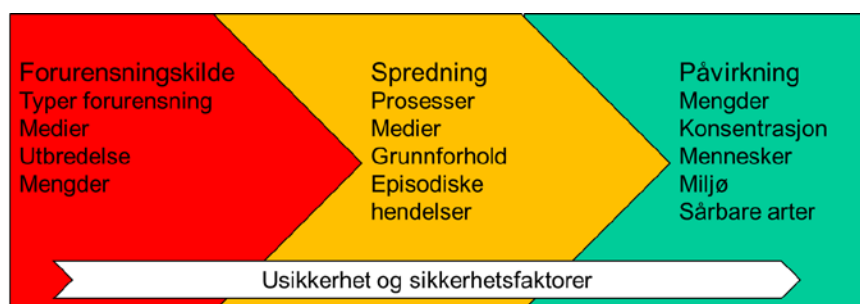 Forurensningskilde
Typer forurensning
Medier
Utbredelse
Mengder
Spredning
Prosesser
Medier
Grunnforhold
Episodiske
hendelser
Påvirkning
Mengder
Konsentrasjon
Mennesker
Miljø
Sårbare arter
Usikkerhet og sikkerhetsfaktorer